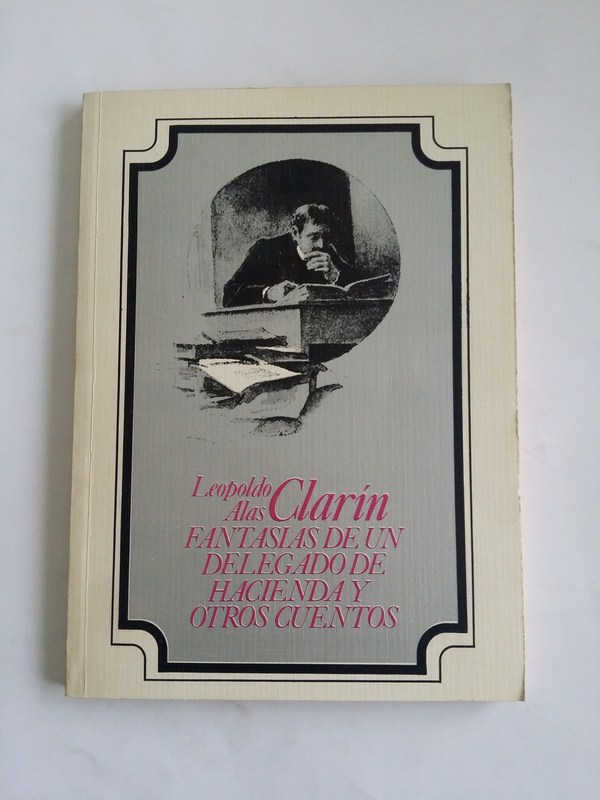 Leopoldo
Alas Clarín
FANTASIAS DE UN
DELEGADO DE
HACIENDA Y
OTROS CUENTOS